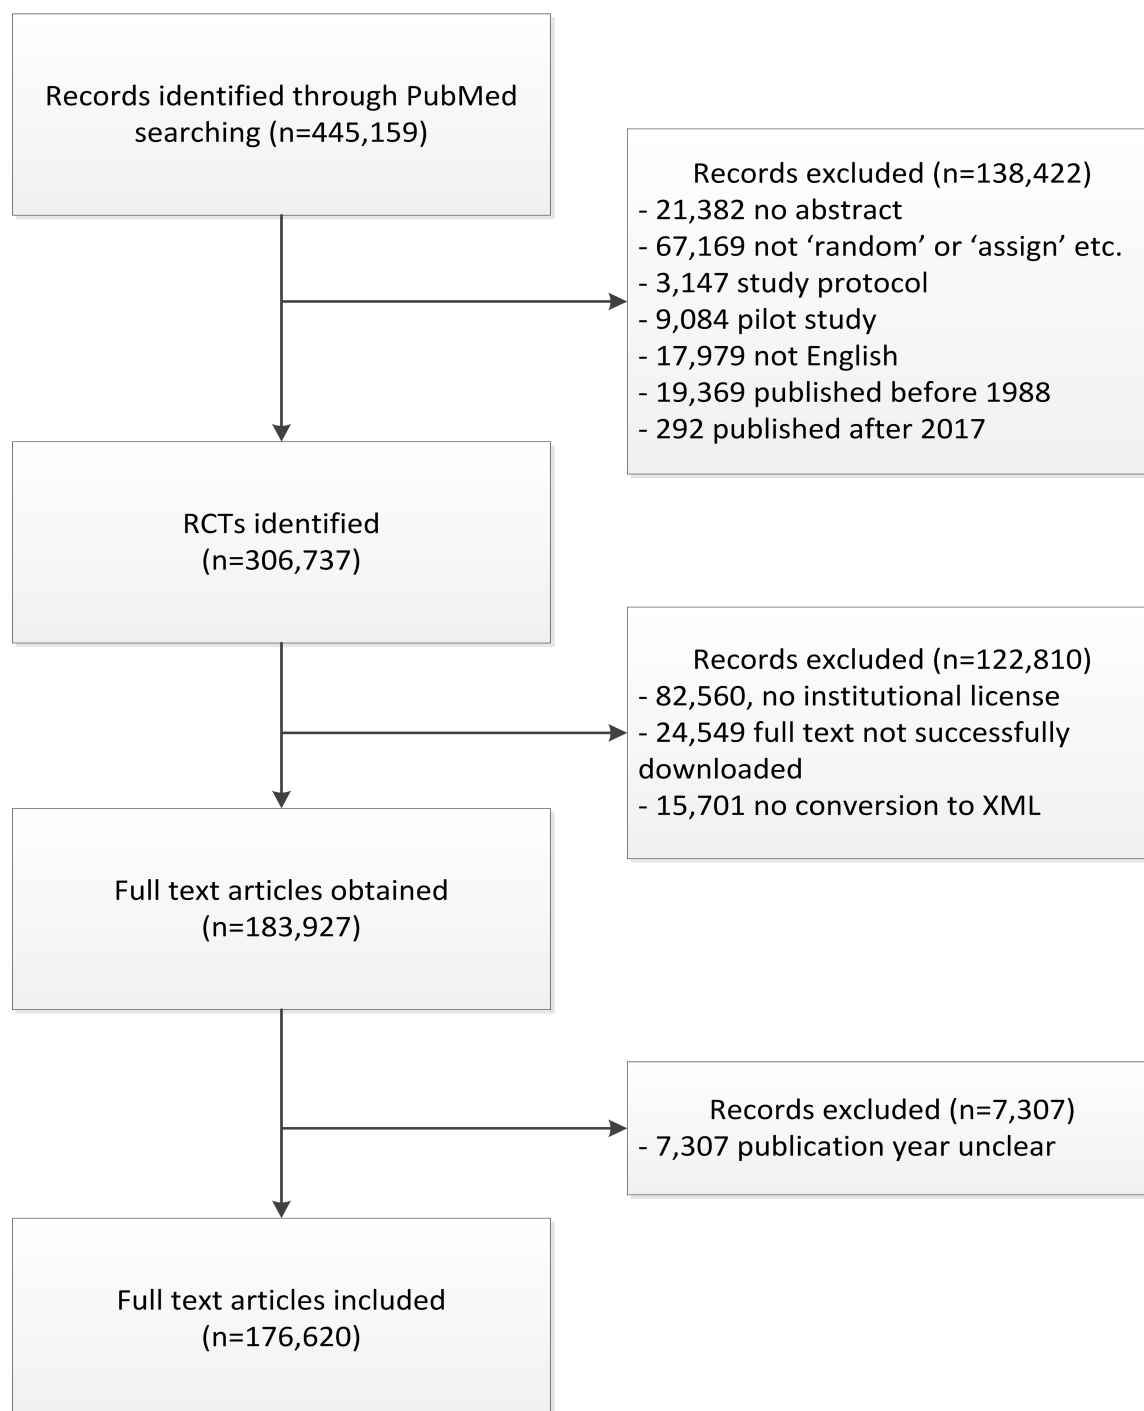 Records identified through PubMed
searching (n=445,159)
Records excluded (n=138,422)
- 21,382 no abstract
- 67,169 not ‘random’ or ‘assign’ etc.
- 3,147 study protocol
- 9,084 pilot study
- 17,979 not English
- 19,369 published before 1988
- 292 published after 2017
RCTs identified
(n=306,737)
Records excluded (n=122,810)
- 82,560, no institutional license
- 24,549 full text not successfully
downloaded
- 15,701 no conversion to XML
Full text articles obtained
(n=183,927)
Records excluded (n=7,307)
- 7,307 publication year unclear
Full text articles included
(n=176,620)